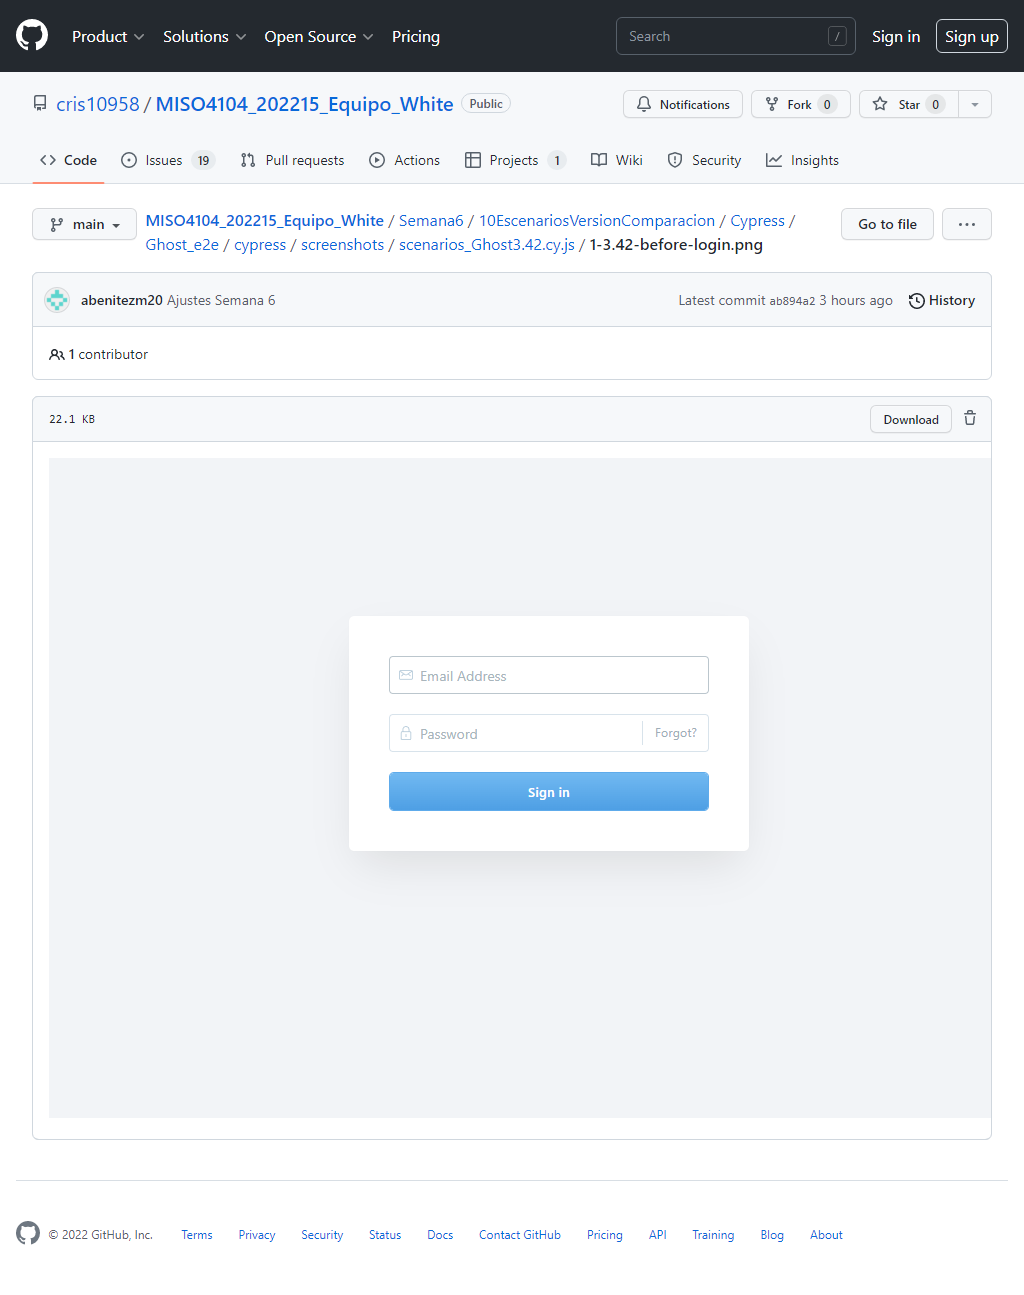 Product Solutions Open Source Pricing Search / Sign in Sign up
cris10958 / MISO4104_202215_Equipo_White Public Notifications Fork 0 Star 0
Code Issues 19 Pull requests Actions Projects 1 Wiki Security Insights
main MISO4104_202215_Equipo_White / Semana6 / 10EscenariosVersionComparacion / Cypress / Go to file ...
Ghost_e2e / cypress / screenshots / scenarios_Ghost3.42.cy.js / 1-3.42-before-login.png
abenitezm20 Ajustes Semana 6 Latest commit ab894a2 3 hours ago History
1 contributor
22.1 KB Download
Email Address
Password Forgot?
Sign in
© 2022 GitHub, Inc. Terms Privacy Security Status Docs Contact GitHub Pricing API Training Blog About